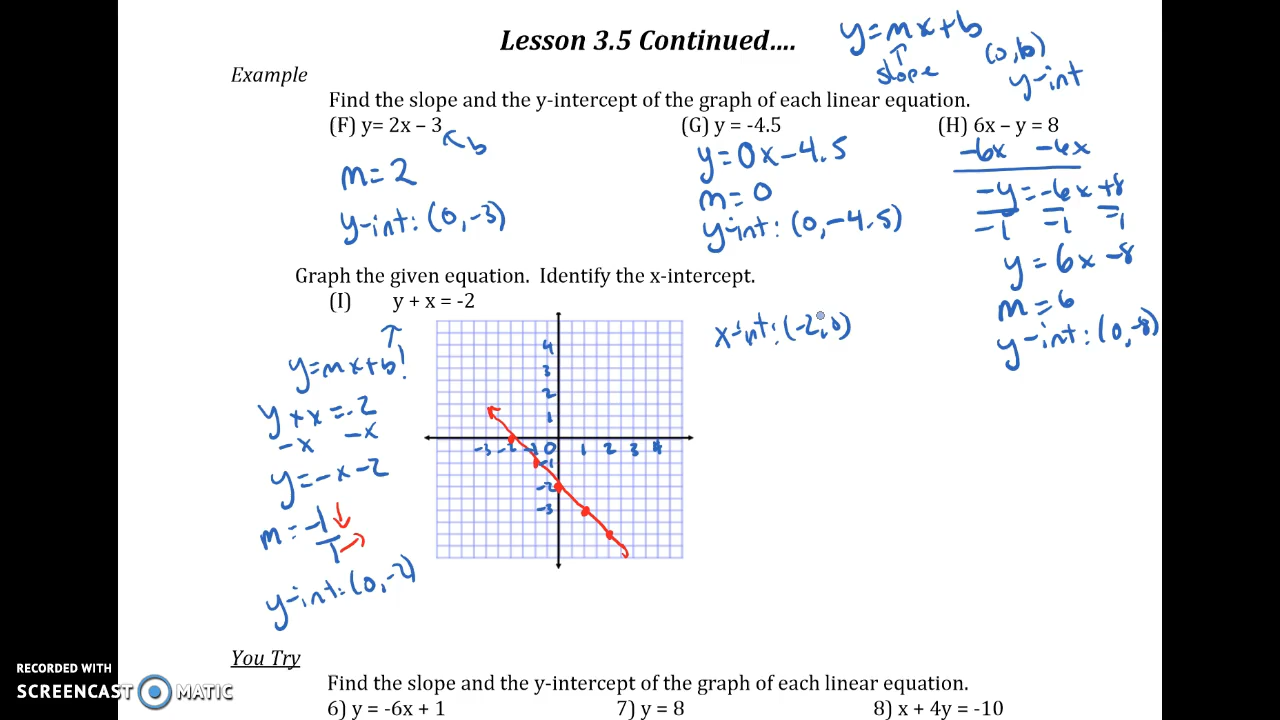 Lesson 3.5 Continued....
y=mx+b
slope
(0,b)
y-int
Example
Find the slope and the y-intercept of the graph of each linear equation.
(F) y= 2x – 3
b
m=2
y-int: (0,-3)
(G) y = -4.5
y=0x-4.5
m=0
y-int: (0,-4.5)
(H) 6x – y = 8
-6x -6x
-y=-6x+8
-1 -1 -1
y=6x-8
m=6
y-int: (0,-8)
Graph the given equation. Identify the x-intercept.
(I) y + x = -2
y=mx+b!
y+x=-2
-x -x
y=-x-2
m=-1
1
y-int: (0,-2)
4
3
2
1
-3 -2 -1 0 1 2 3 4
-1
-2
-3
x-int: (-2,0)
You Try
Find the slope and the y-intercept of the graph of each linear equation.
6) y = -6x + 1 7) y = 8 8) x + 4y = -10
RECORDED WITH
SCREENCAST MATIC